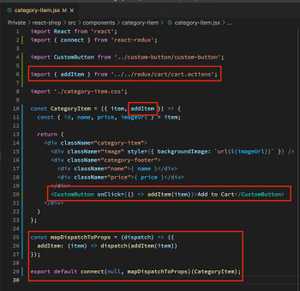 category-item.jsx ×
Private > react-shop > src > components > category-item > category-item.jsx > ...
1 import React from 'react';
2 import { connect } from 'react-redux';
3
4 import CustomButton from '../custom-button/custom-button';
5
6 import { addItem } from '../../redux/cart/cart.actions';
7
8 import './category-item.css';
9
10 const CategoryItem = ({ item, addItem }) => {
11 const { id, name, price, imageUrl } = item;
12
13 return (
14 <div className="category-item">
15 <div className="image" style={{ backgroundImage: `url(${imageUrl})` }} />
16 <div className="category-footer">
17 <div className="name">{ name }</div>
18 <div className="price">{ price }</div>
19 </div>
20 <CustomButton onClick={() => addItem(item)}>Add to Cart</CustomButton>
21 </div>
22 )
23 };
24
25 const mapDispatchToProps = (dispatch) => ({
26 addItem: (item) => dispatch(addItem(item))
27 });
28
29 export default connect(null, mapDispatchToProps)(CategoryItem);
30